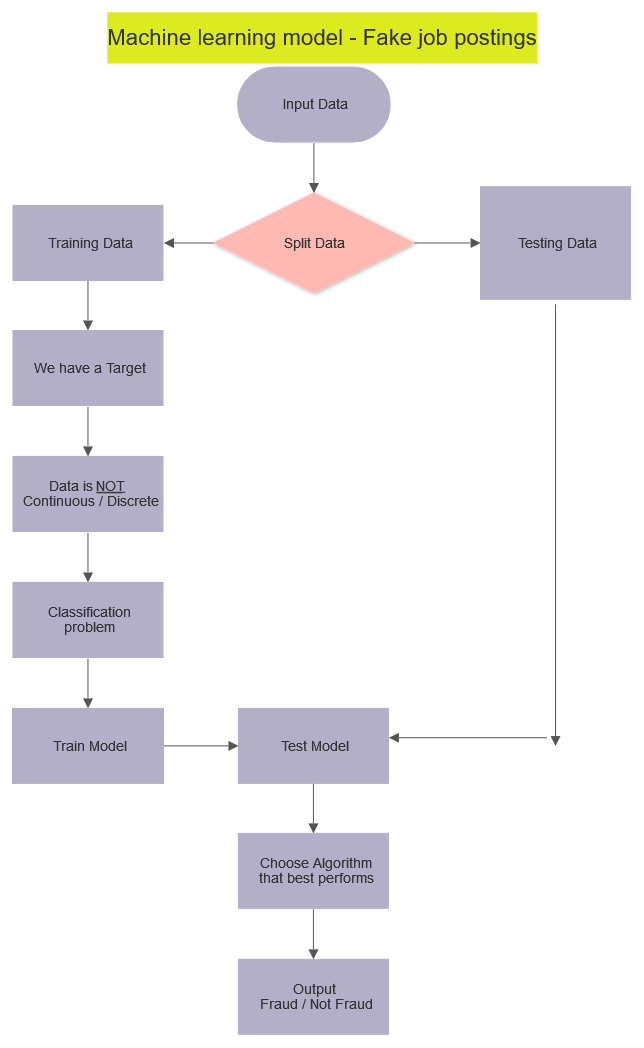 Machine learning model - Fake job postings
Input Data
Training Data
Split Data
Testing Data
We have a Target
Data is NOT
Continuous / Discrete
Classification
problem
Train Model
Test Model
Choose Algorithm
that best performs
Output
Fraud / Not Fraud